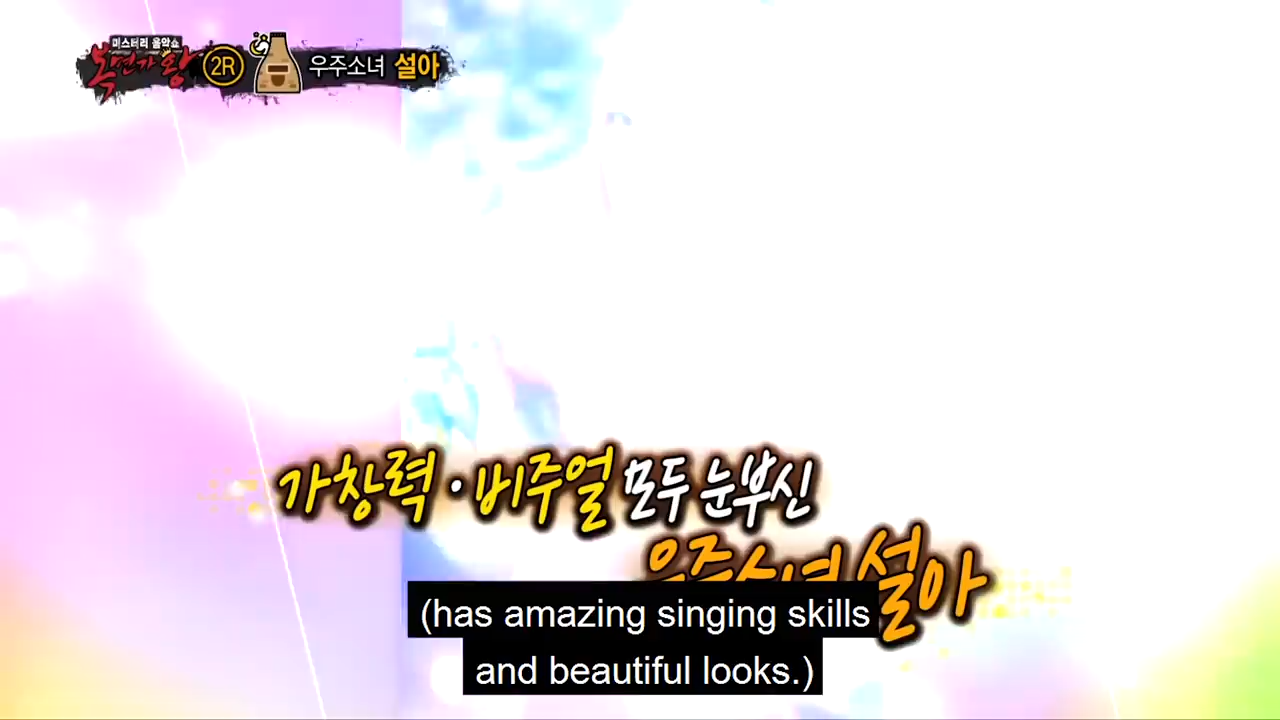 미스터리 음악쇼
복면가왕 2R 우주소녀 설아
가창력·비주얼 모두 눈부신
우주소녀 설아
(has amazing singing skills
and beautiful looks.)